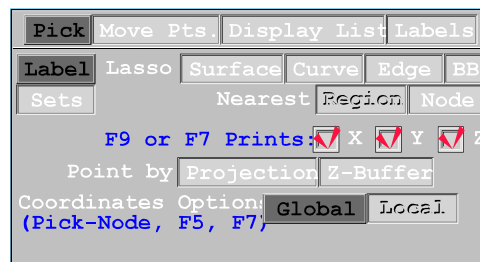 Pick Move Pts. Display List Labels
Label Lasso Surface Curve Edge BB
Sets Nearest Region Node
F9 or F7 Prints: X Y Z
Point by Projection Z-Buffer
Coordinates Options Global Local
(Pick-Node, F5, F7)